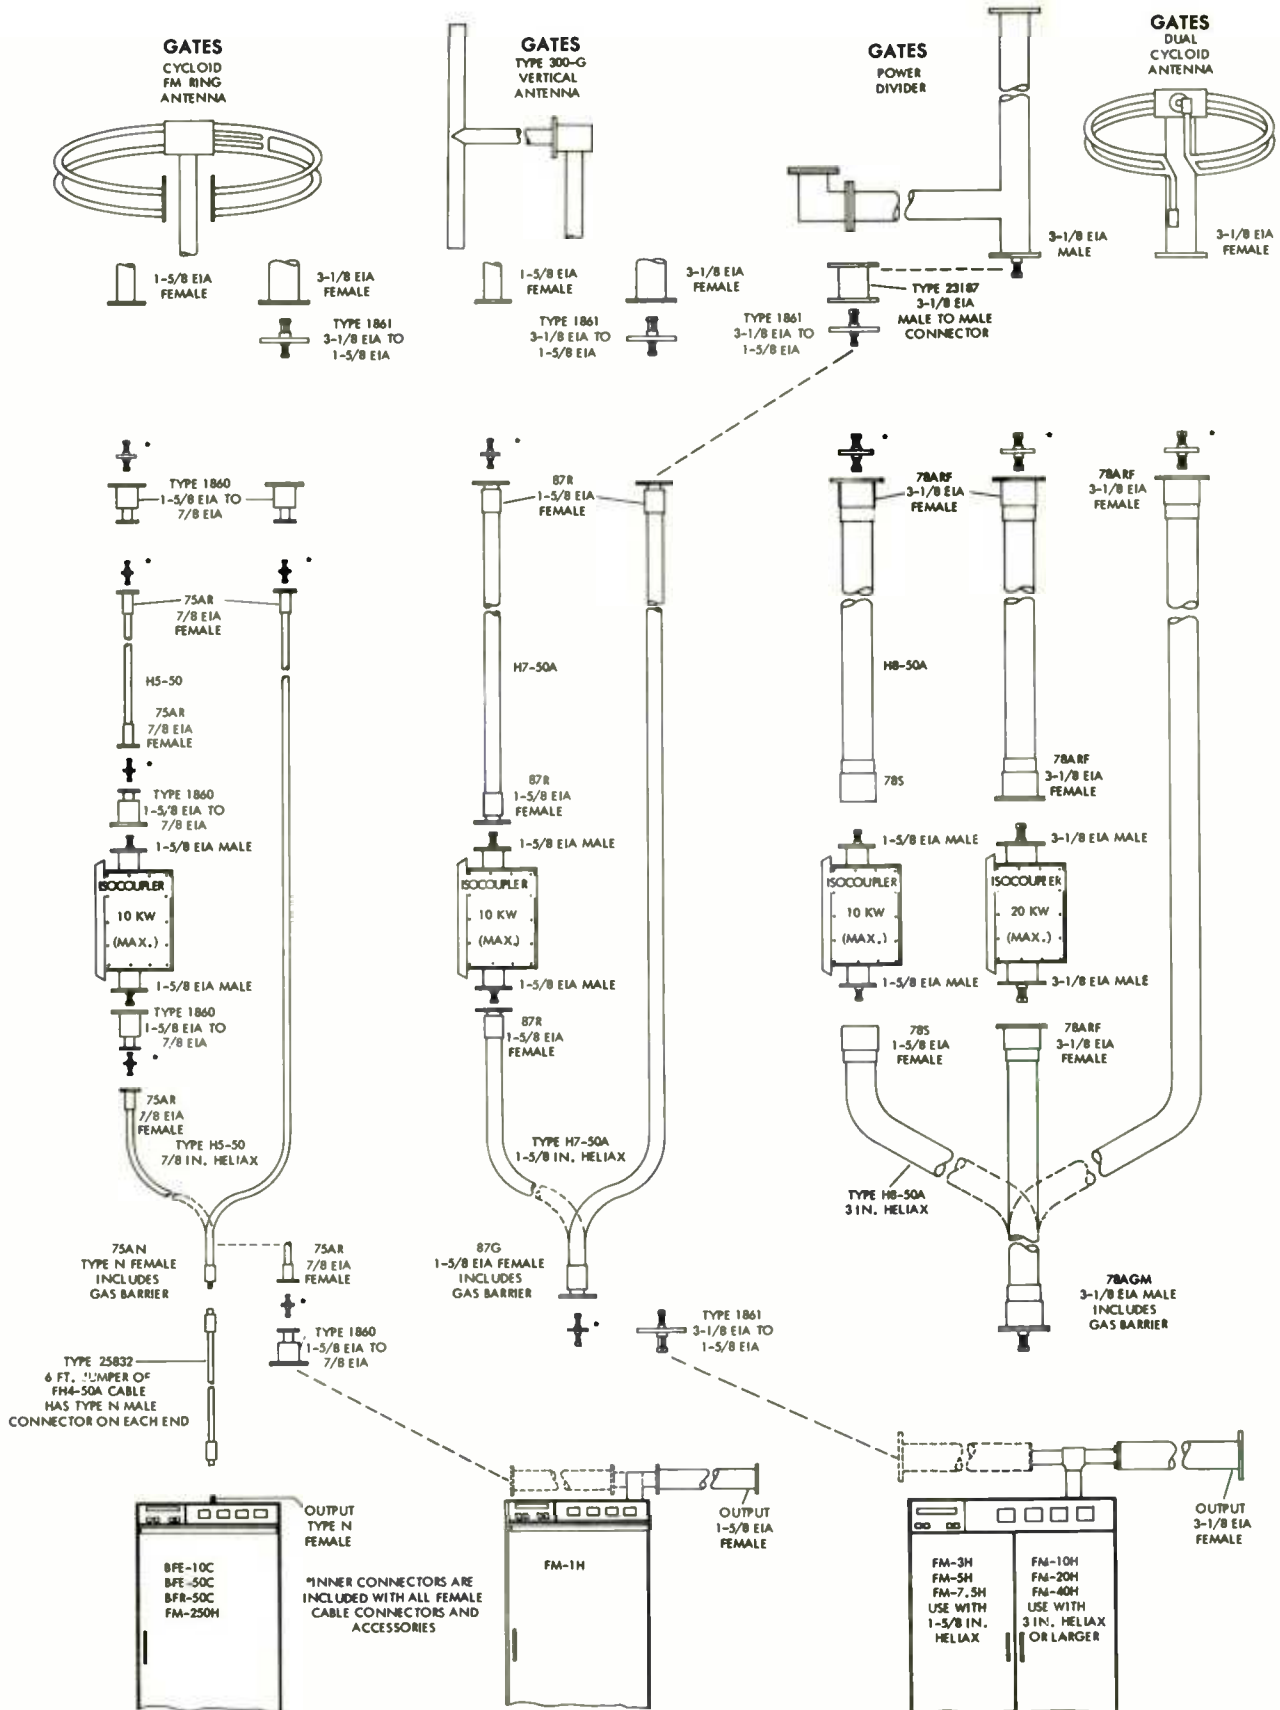 GATES
CYCLOID
FM RING
ANTENNA
GATES
TYPE 300-G
VERTICAL
ANTENNA
GATES
POWER
DIVIDER
GATES
DUAL
CYCLOID
ANTENNA
1-5/8 EIA
FEMALE
3-1/8 EIA
FEMALE
TYPE 1861
3-1/8 EIA TO
1-5/8 EIA
1-5/8 EIA
FEMALE
3-1/8 EIA
FEMALE
TYPE 1861
3-1/8 EIA TO
1-5/8 EIA
TYPE 1861
3-1/8 EIA TO
1-5/8 EIA
TYPE 23187
3-1/8 EIA
MALE TO MALE
CONNECTOR
3-1/8 EIA
MALE
3-1/8 EIA
FEMALE
*
TYPE 1860
1-5/8 EIA TO
7/8 EIA
*
*
75AR
7/8 EIA
FEMALE
H5-50
75AR
7/8 EIA
FEMALE
*
TYPE 1860
1-5/8 EIA TO
7/8 EIA
1-5/8 EIA MALE
ISOCOUPLER
10 KW
(MAX.)
1-5/8 EIA MALE
TYPE 1860
1-5/8 EIA TO
7/8 EIA
*
75AR
7/8 EIA
FEMALE
TYPE H5-50
7/8 IN. HELIAX
75AN
TYPE N FEMALE
INCLUDES
GAS BARRIER
75AR
7/8 EIA
FEMALE
*
TYPE 1860
1-5/8 EIA TO
7/8 EIA
TYPE 25832
6 FT. JUMPER OF
FH4-50A CABLE
HAS TYPE N MALE
CONNECTOR ON EACH END
*
87R
1-5/8 EIA
FEMALE
H7-50A
87R
1-5/8 EIA
FEMALE
1-5/8 EIA MALE
ISOCOUPLER
10 KW
(MAX.)
1-5/8 EIA MALE
87R
1-5/8 EIA
FEMALE
TYPE H7-50A
1-5/8 IN. HELIAX
87G
1-5/8 EIA FEMALE
INCLUDES
GAS BARRIER
*
TYPE 1861
3-1/8 EIA TO
1-5/8 EIA
*
*
*
78ARF
3-1/8 EIA
FEMALE
78ARF
3-1/8 EIA
FEMALE
H8-50A
78S
78ARF
3-1/8 EIA
FEMALE
1-5/8 EIA MALE
3-1/8 EIA MALE
ISOCOUPLER
10 KW
(MAX.)
ISOCOUPLER
20 KW
(MAX.)
1-5/8 EIA MALE
3-1/8 EIA MALE
78S
1-5/8 EIA
FEMALE
78ARF
3-1/8 EIA
FEMALE
TYPE H8-50A
3 IN. HELIAX
78AGM
3-1/8 EIA MALE
INCLUDES
GAS BARRIER
OUTPUT
TYPE N
FEMALE
BFE-10C
BFE-50C
BFR-50C
FM-250H
*INNER CONNECTORS ARE
INCLUDED WITH ALL FEMALE
CABLE CONNECTORS AND
ACCESSORIES
OUTPUT
1-5/8 EIA
FEMALE
FM-1H
OUTPUT
3-1/8 EIA
FEMALE
FM-3H
FM-5H
FM-7.5H
USE WITH
1-5/8 IN.
HELIAX
FM-10H
FM-20H
FM-40H
USE WITH
3 IN. HELIAX
OR LARGER